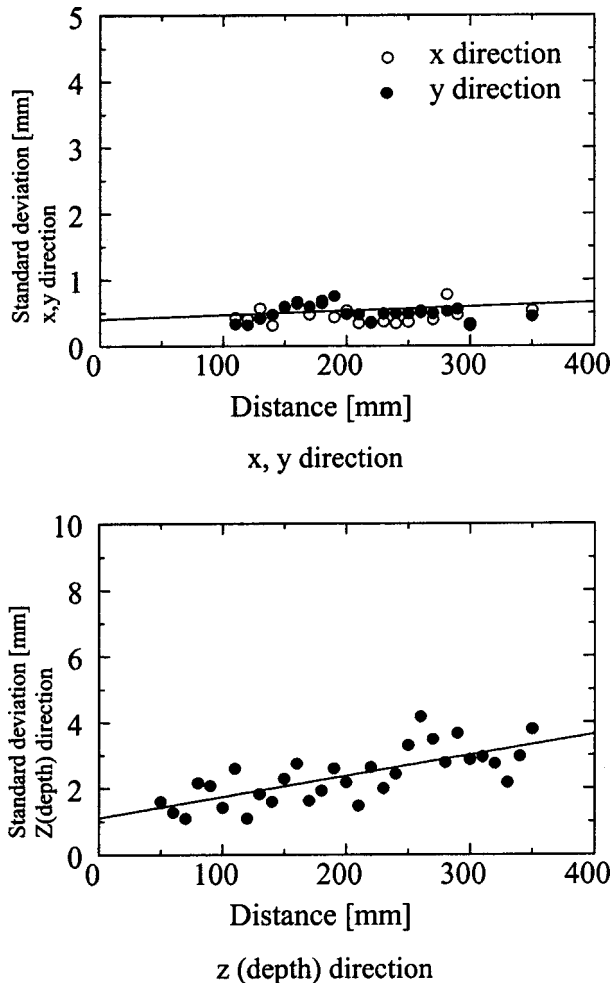 5
4
3
2
1
0
Standard deviation [mm]
x,y direction
x direction
y direction
0 100 200 300 400
Distance [mm]
x, y direction
10
8
6
4
2
0
Standard deviation [mm]
Z(depth) direction
0 100 200 300 400
Distance [mm]
z (depth) direction